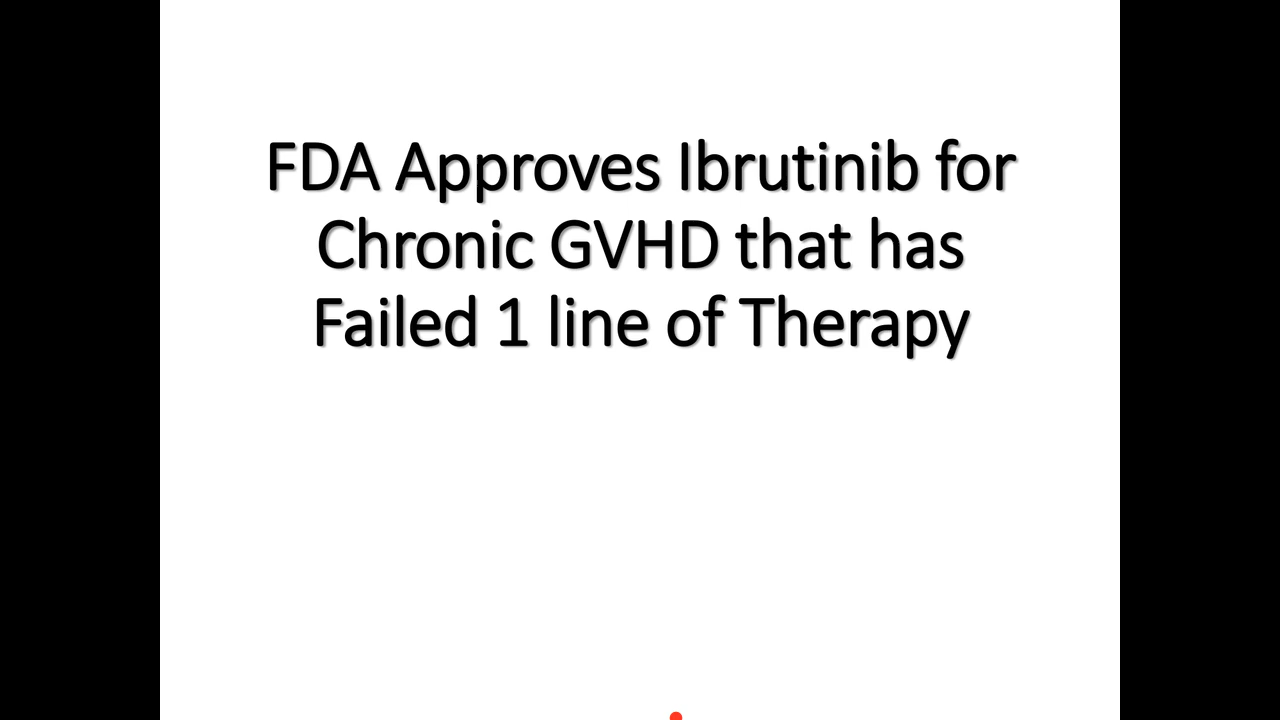 FDA Approves Ibrutinib for
Chronic GVHD that has
Failed 1 line of Therapy